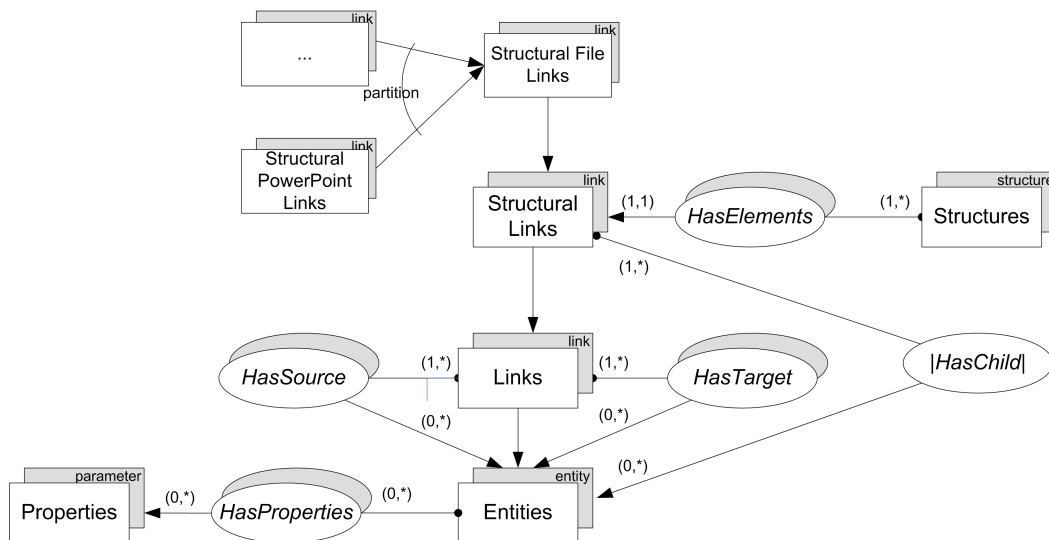 link
...
link
Structural File
Links
partition
link
Structural
PowerPoint
Links
link
Structural
Links
(1,1)
HasElements
(1,*)
structure
Structures
(1,*)
HasSource
(1,*)
link
Links
(1,*)
HasTarget
|HasChild|
(0,*)
(0,*)
(0,*)
parameter
Properties
(0,*)
HasProperties
(0,*)
entity
Entities